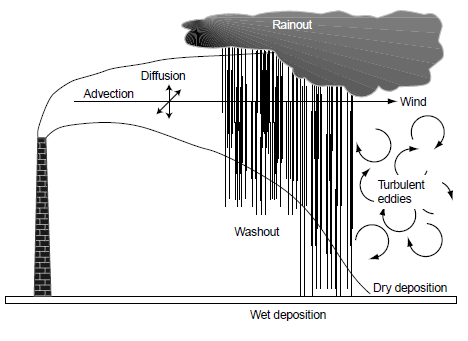 Rainout
Diffusion
Advection
Wind
Turbulent
eddies
Washout
Dry deposition
Wet deposition